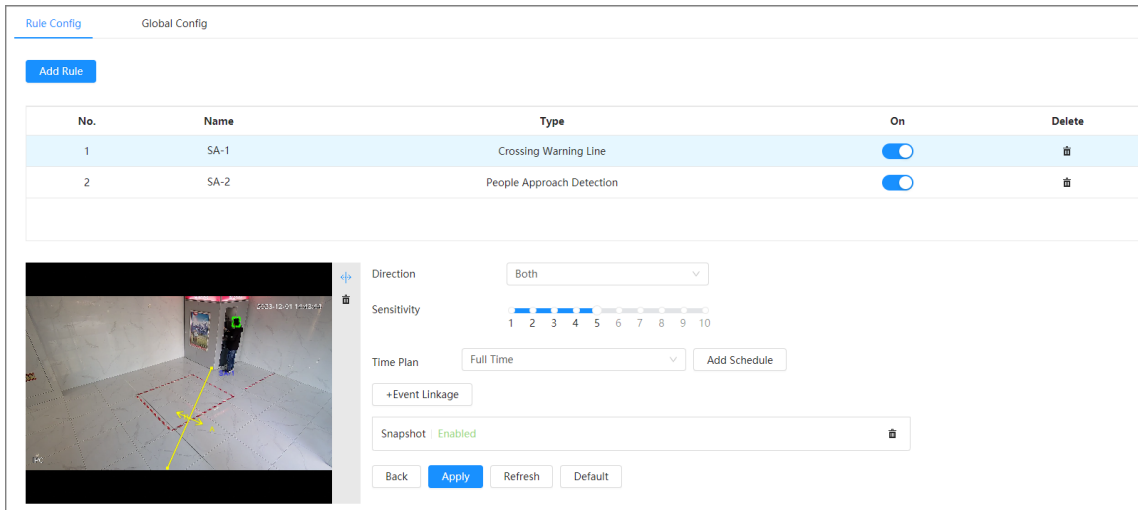 Rule Config Global Config
Add Rule
No. Name Type On Delete
1 SA-1 Crossing Warning Line
2 SA-2 People Approach Detection
Direction Both
Sensitivity
1 2 3 4 5 6 7 8 9 10
Time Plan Full Time Add Schedule
+Event Linkage
Snapshot Enabled
Back Apply Refresh Default